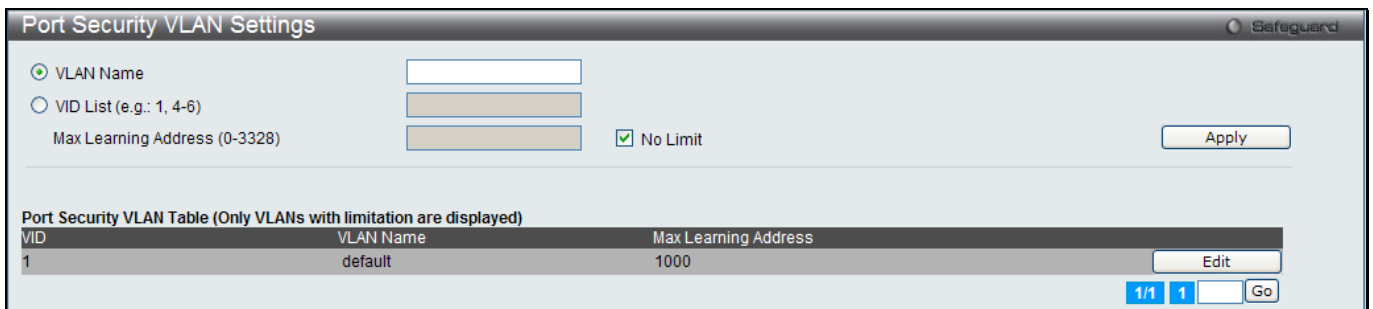 Port Security VLAN Settings
Safeguard
VLAN Name
VID List (e.g.: 1, 4-6)
Max Learning Address (0-3328)
No Limit
Apply
Port Security VLAN Table (Only VLANs with limitation are displayed)
VID VLAN Name Max Learning Address
1 default 1000 Edit
1/1 1 Go